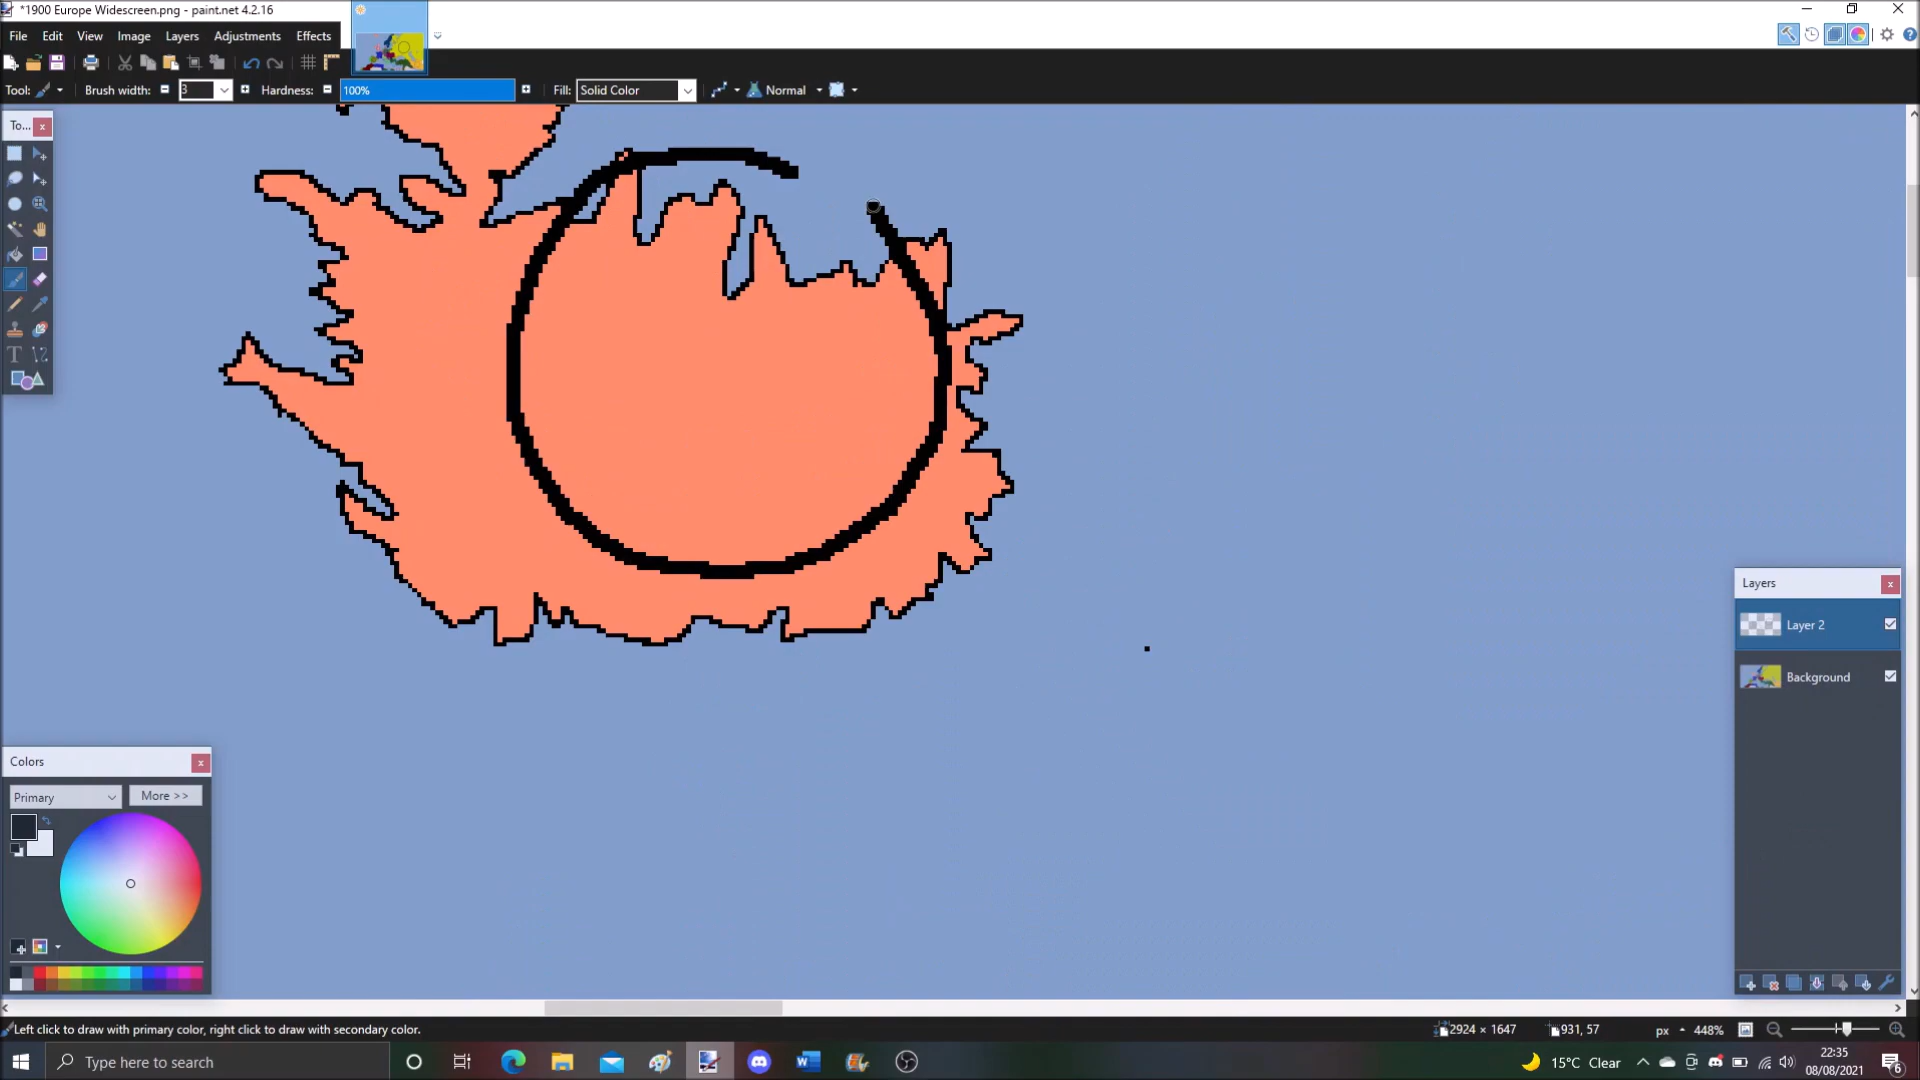 *1900 Europe Widescreen.png - paint.net 4.2.16
File Edit View Image Layers Adjustments Effects
Tool: Brush width: 3 Hardness: 100% Fill: Solid Color Normal
To...
T
Layers
Layer 2
Background
Colors
Primary More >>
Left click to draw with primary color, right click to draw with secondary color. 2924 × 1647 931, 57 px 448%
Type here to search 15°C Clear 22:35
08/08/2021
6